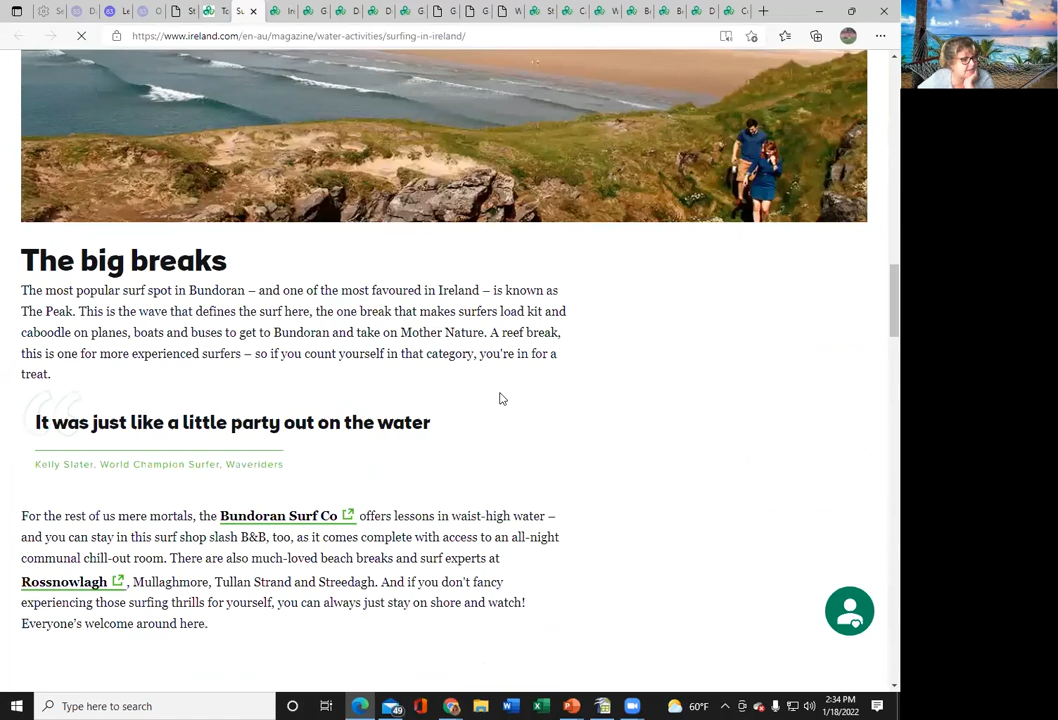 https://www.ireland.com/en-au/magazine/water-activities/surfing-in-ireland/
The big breaks
The most popular surf spot in Bundoran – and one of the most favoured in Ireland – is known as
The Peak. This is the wave that defines the surf here, the one break that makes surfers load kit and
caboodle on planes, boats and buses to get to Bundoran and take on Mother Nature. A reef break,
this is one for more experienced surfers – so if you count yourself in that category, you're in for a
treat.
It was just like a little party out on the water
Kelly Slater, World Champion Surfer, Waveriders
For the rest of us mere mortals, the Bundoran Surf Co offers lessons in waist-high water –
and you can stay in this surf shop slash B&B, too, as it comes complete with access to an all-night
communal chill-out room. There are also much-loved beach breaks and surf experts at
Rossnowlagh, Mullaghmore, Tullan Strand and Streedagh. And if you don't fancy
experiencing those surfing thrills for yourself, you can always just stay on shore and watch!
Everyone's welcome around here.
Type here to search
49
60°F
2:34 PM
1/18/2022